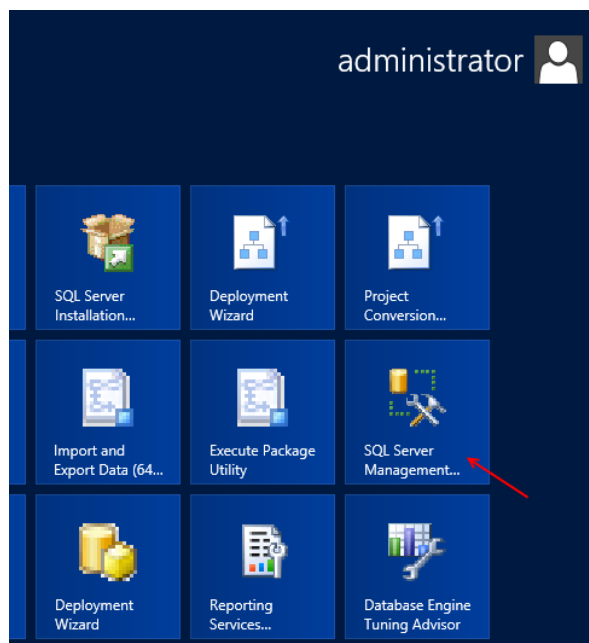 administrator
SQL Server
Installation...
Deployment
Wizard
Project
Conversion...
Import and
Export Data (64...
Execute Package
Utility
SQL Server
Management...
Deployment
Wizard
Reporting
Services...
Database Engine
Tuning Advisor